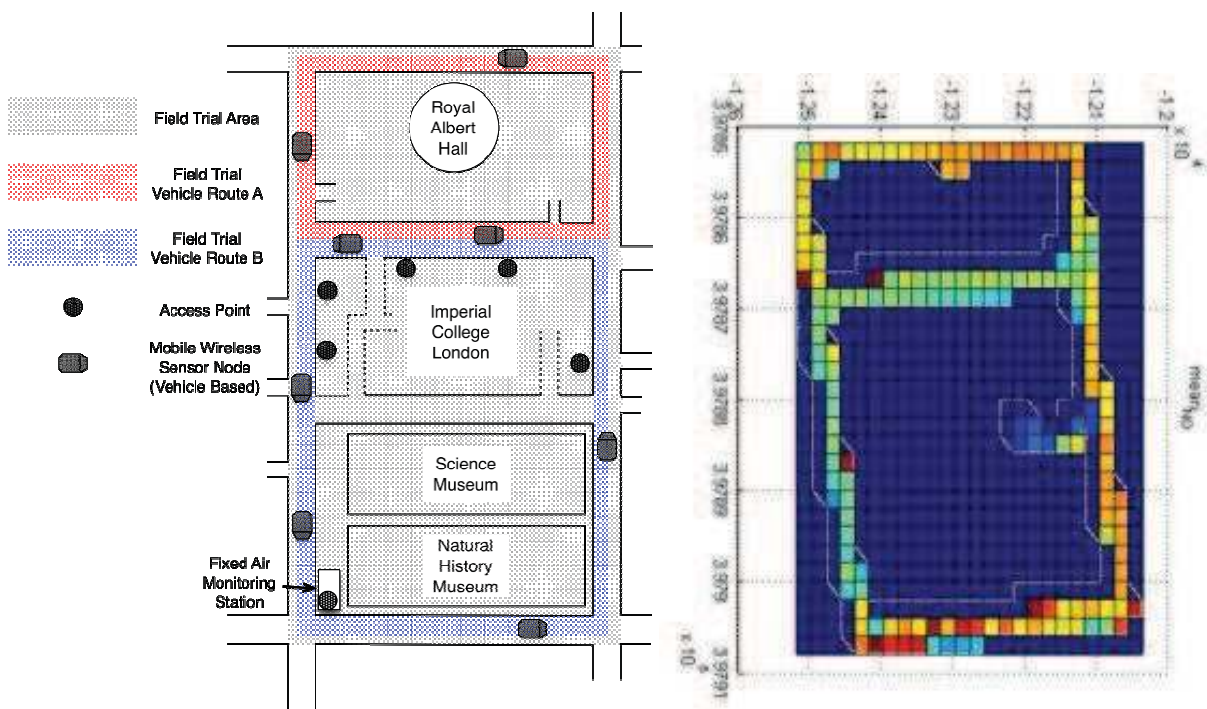 Field Trial Area
Field Trial
Vehicle Route A
Field Trial
Vehicle Route B
Access Point
Mobile Wireless
Sensor Node
(Vehicle Based)
Royal
Albert
Hall
Imperial
College
London
Science
Museum
Natural
History
Museum
Fixed Air
Monitoring
Station
-1.26
-1.25
-1.24
-1.23
-1.22
-1.21
-1.2
x 10
4
3.9785
3.9786
3.9787
3.9788
3.9789
3.979
3.9791
x 10
mean
NO